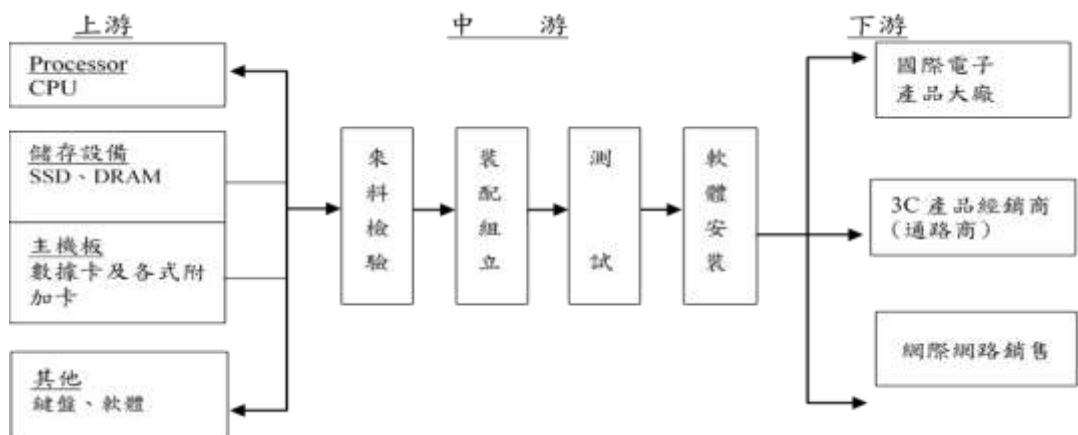 上游
中 游
下游
Processor
CPU
儲存設備
SSD、DRAM
主機板
數據卡及各式附
加卡
其他
鍵盤、軟體
來料檢驗
裝配組立
測試
軟體安裝
國際電子
產品大廠
3C 產品經銷商
(通路商)
網際網路銷售